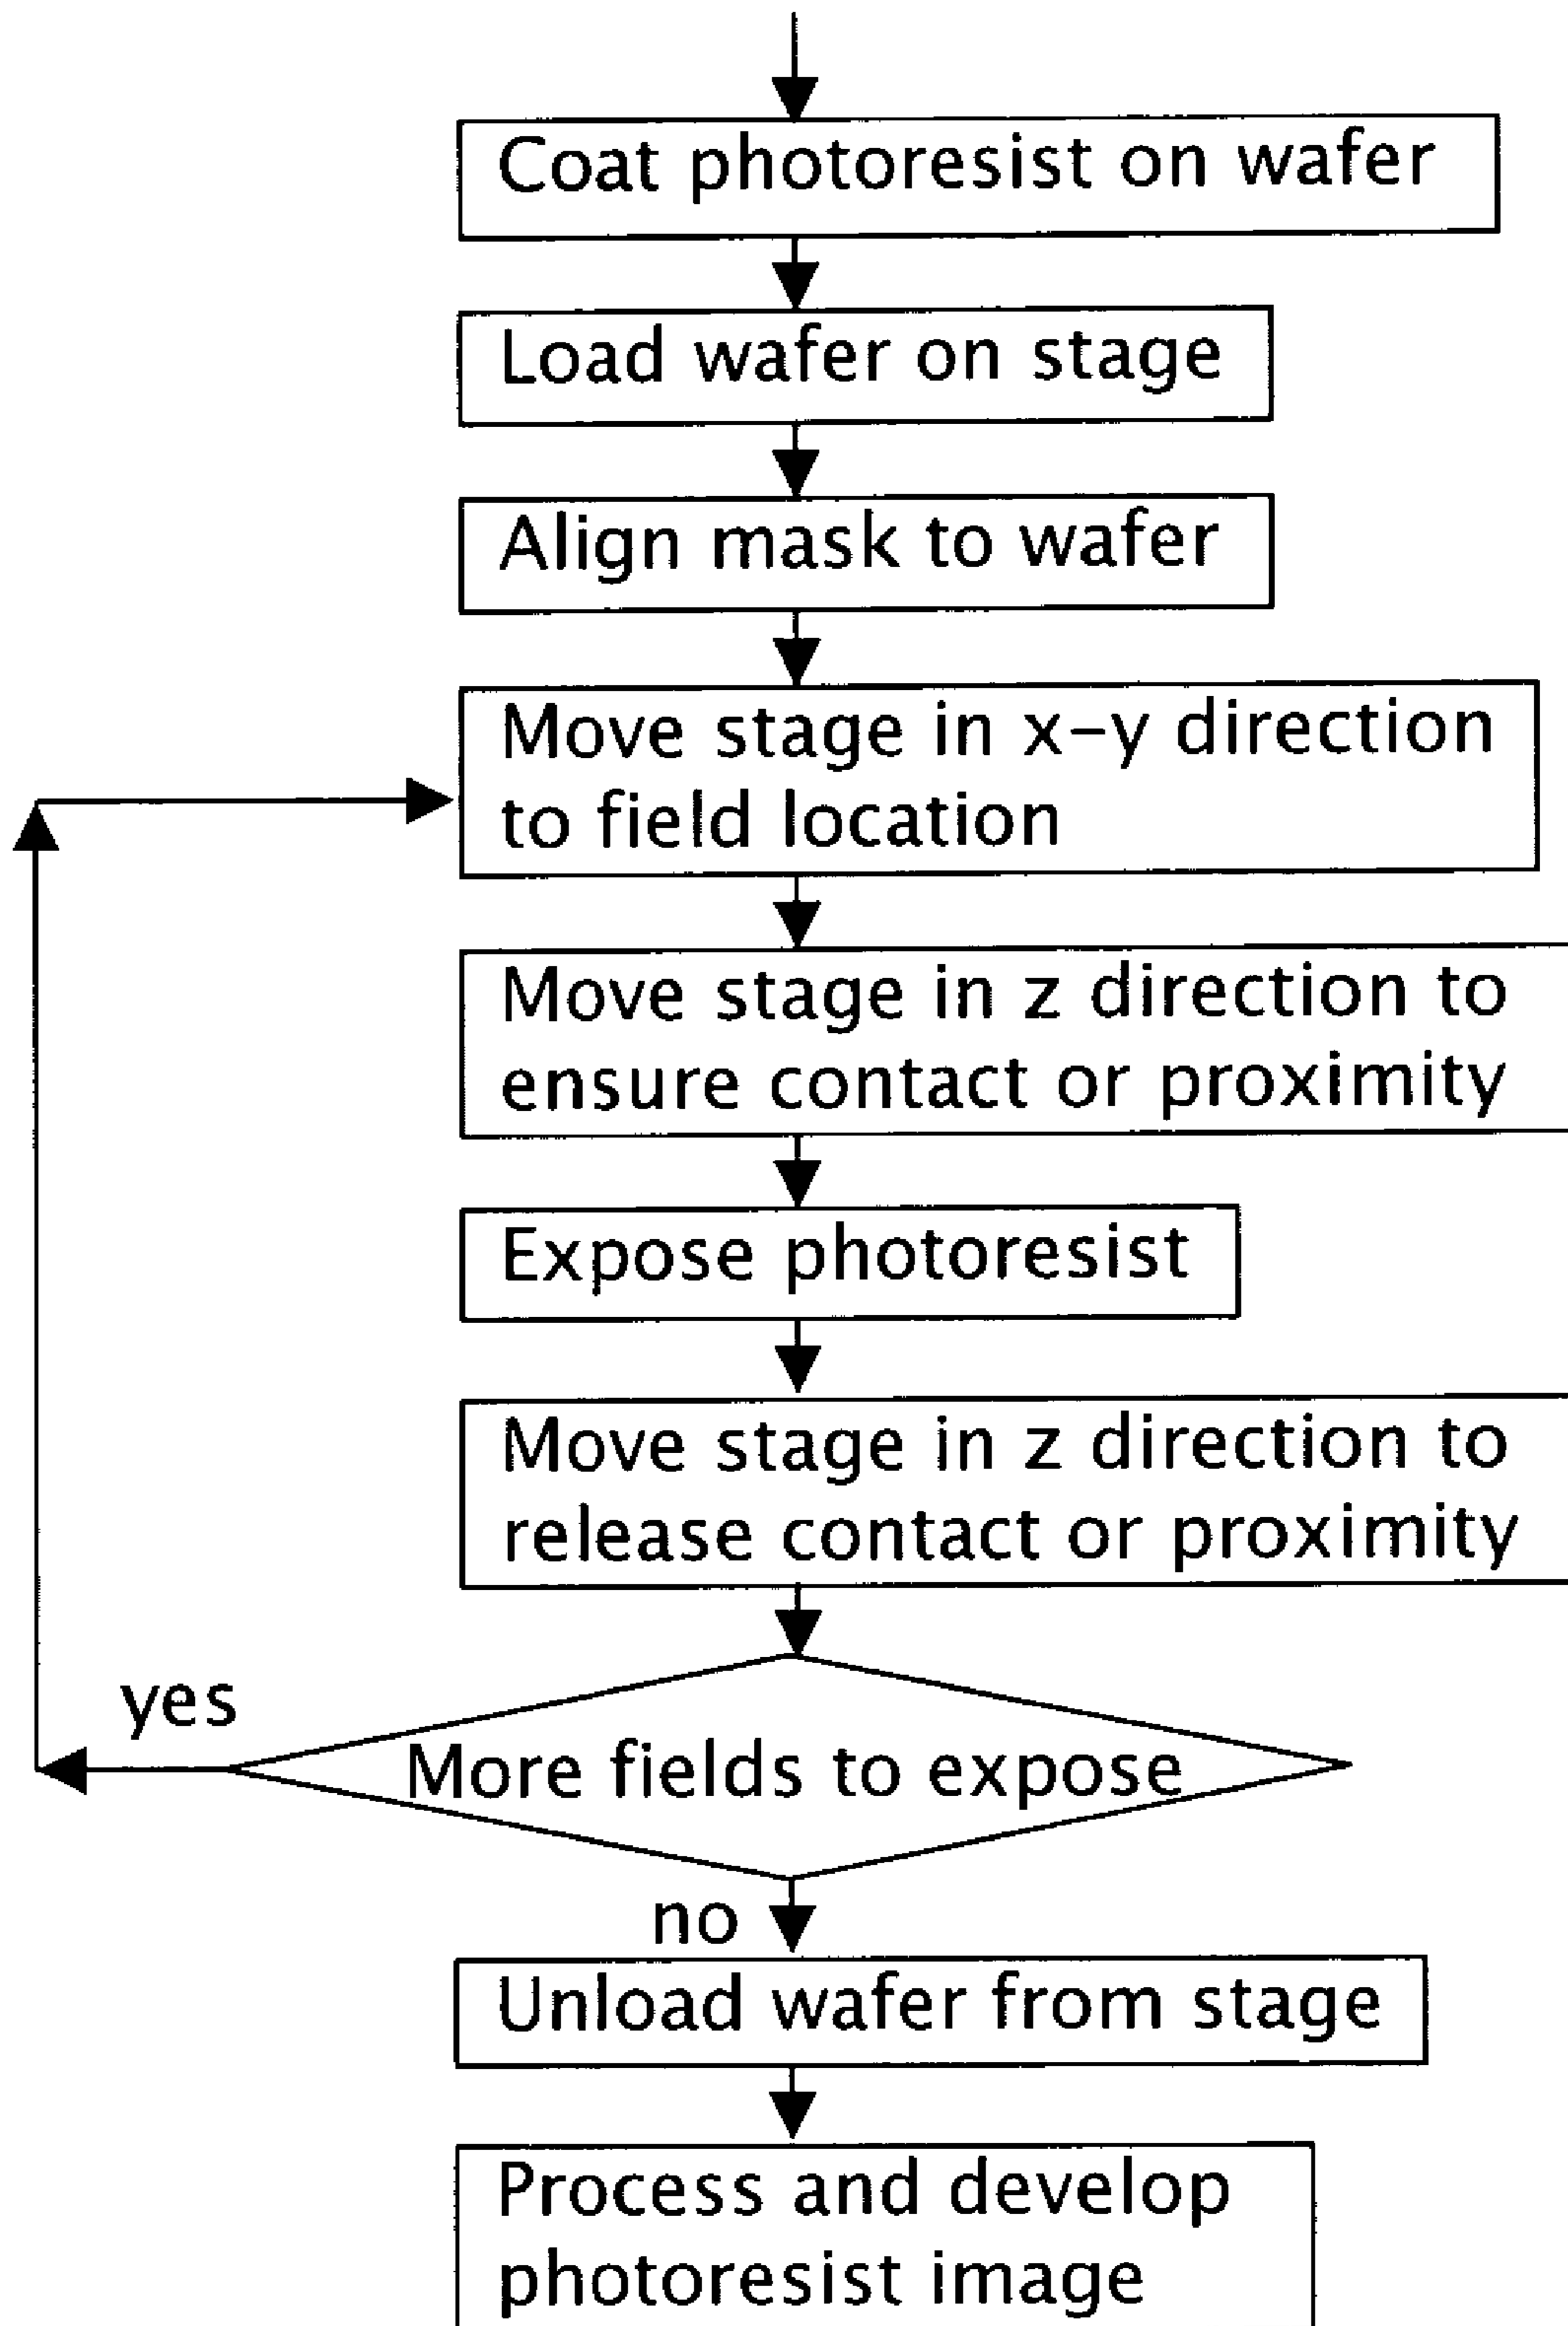 Coat photoresist on wafer
Load wafer on stage
Align mask to wafer
Move stage in x-y direction
to field location
Move stage in z direction to
ensure contact or proximity
Expose photoresist
Move stage in z direction to
release contact or proximity
yes
More fields to expose
no
Unload wafer from stage
Process and develop
photoresist image